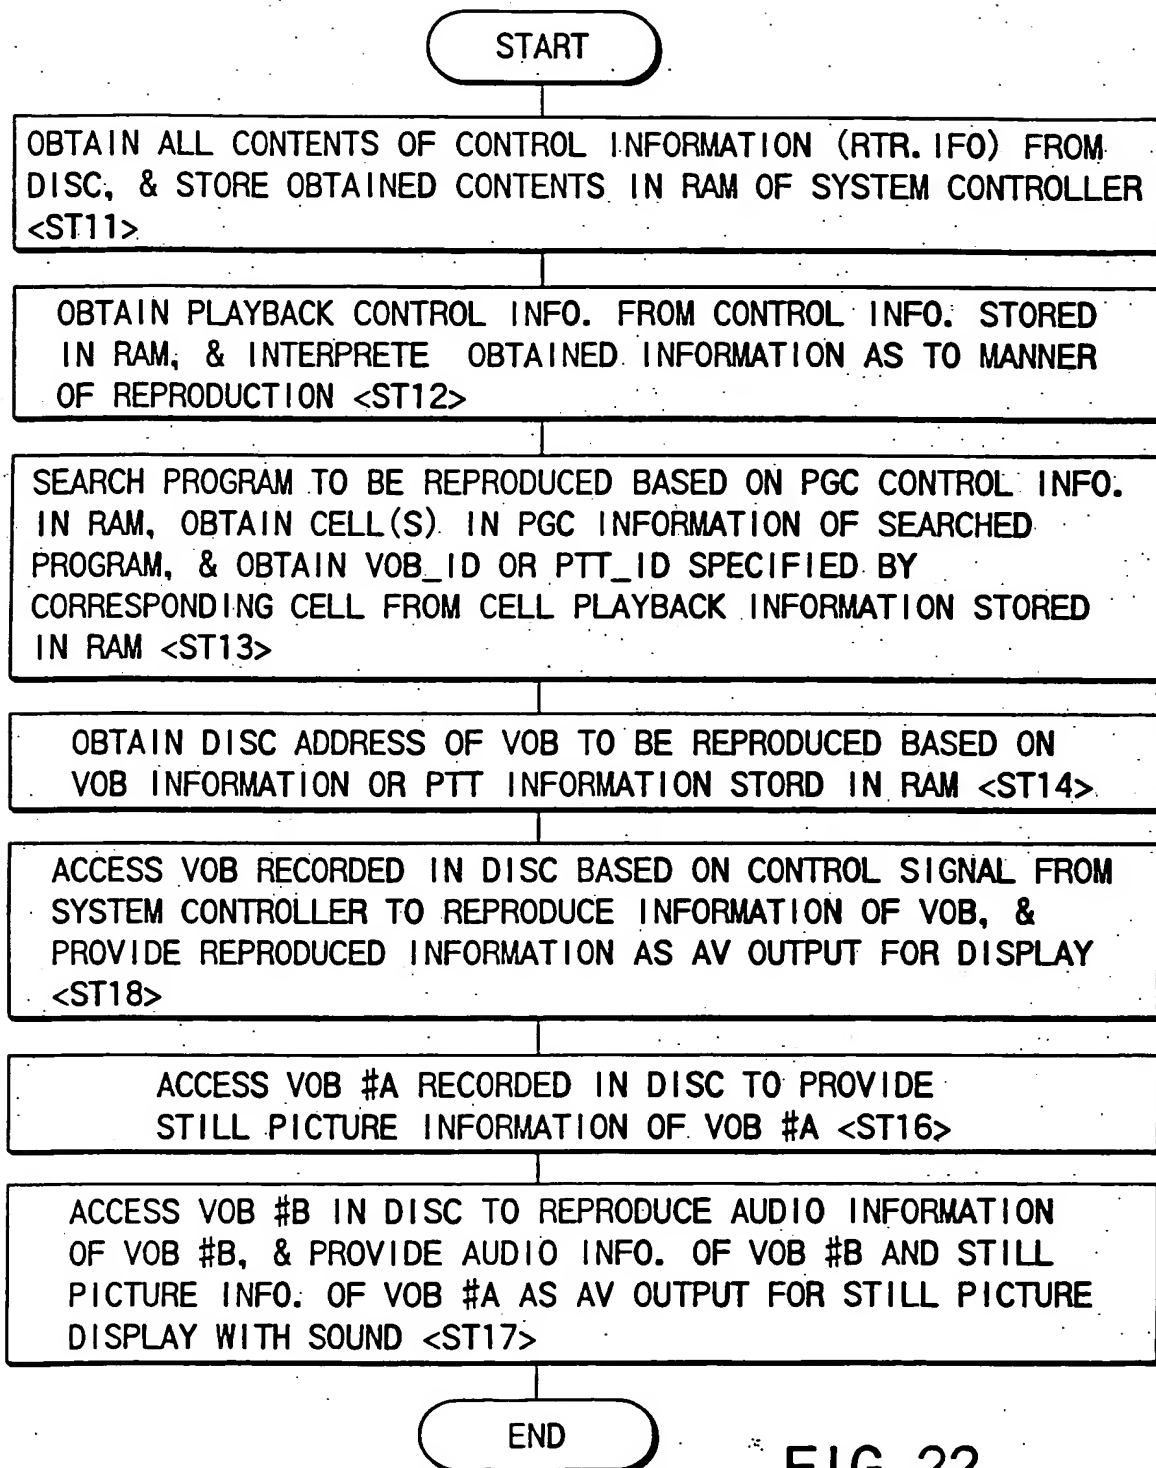 START
OBTAIN ALL CONTENTS OF CONTROL INFORMATION (RTR.IFO) FROM
DISC, & STORE OBTAINED CONTENTS IN RAM OF SYSTEM CONTROLLER
<ST11>
OBTAIN PLAYBACK CONTROL INFO. FROM CONTROL INFO. STORED
IN RAM, & INTERPRETE OBTAINED INFORMATION AS TO MANNER
OF REPRODUCTION <ST12>
SEARCH PROGRAM TO BE REPRODUCED BASED ON PGC CONTROL INFO.
IN RAM, OBTAIN CELL(S) IN PGC INFORMATION OF SEARCHED
PROGRAM, & OBTAIN VOB_ID OR PTT_ID SPECIFIED BY
CORRESPONDING CELL FROM CELL PLAYBACK INFORMATION STORED
IN RAM <ST13>
OBTAIN DISC ADDRESS OF VOB TO BE REPRODUCED BASED ON
VOB INFORMATION OR PTT INFORMATION STORD IN RAM <ST14>
ACCESS VOB RECORDED IN DISC BASED ON CONTROL SIGNAL FROM
SYSTEM CONTROLLER TO REPRODUCE INFORMATION OF VOB, &
PROVIDE REPRODUCED INFORMATION AS AV OUTPUT FOR DISPLAY
<ST18>
ACCESS VOB #A RECORDED IN DISC TO PROVIDE
STILL PICTURE INFORMATION OF VOB #A <ST16>
ACCESS VOB #B IN DISC TO REPRODUCE AUDIO INFORMATION
OF VOB #B, & PROVIDE AUDIO INFO. OF VOB #B AND STILL
PICTURE INFO. OF VOB #A AS AV OUTPUT FOR STILL PICTURE
DISPLAY WITH SOUND <ST17>
END
FIG. 22